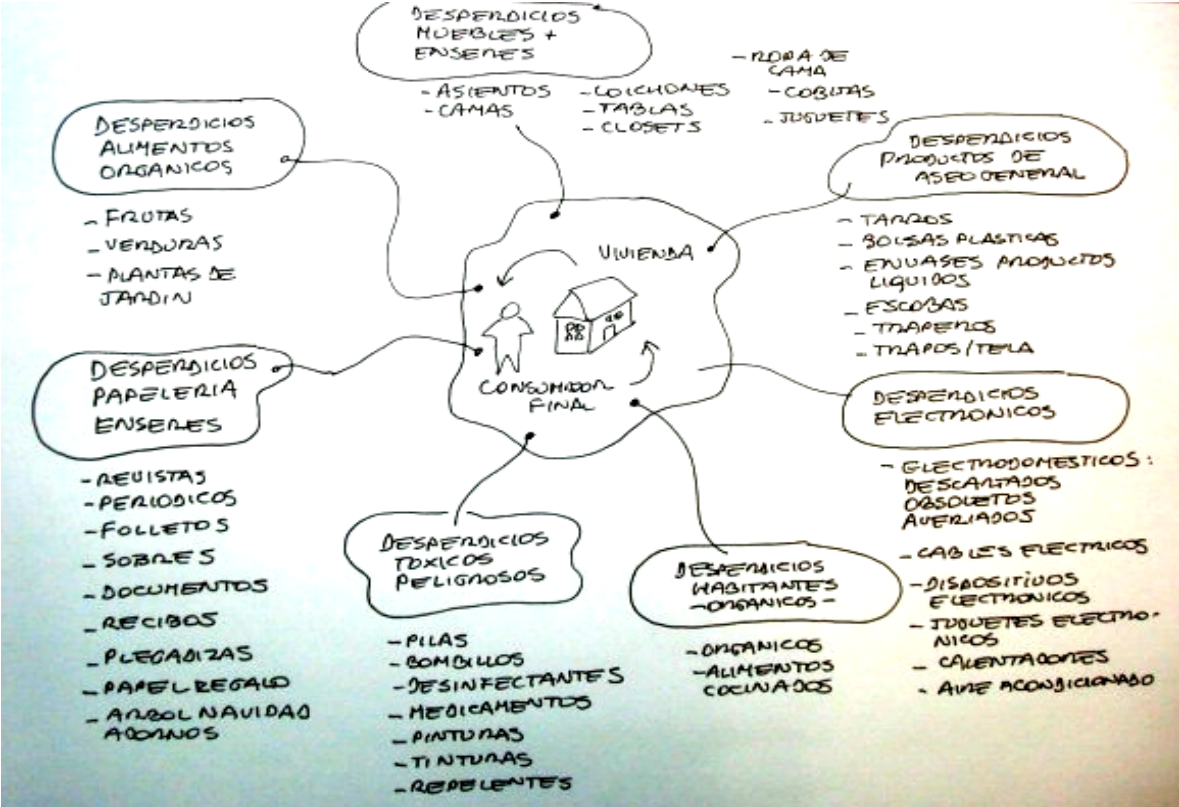 DESPERDICIOS
MUEBLES +
ENSERES
- ASIENTOS
- CAMAS
- COLCHONES
- TABLAS
- CLOSETS
- ROPA DE
CAMA
- COBIJAS
- JUGUETES
DESPERDICIOS
ALIMENTOS
ORGANICOS
- FRUTAS
- VERDURAS
- PLANTAS DE
JARDIN
DESPERDICIOS
PRODUCTOS DE
ASEO GENERAL
- TARROS
- BOLSAS PLASTICAS
- ENVASES PRODUCTOS
LIQUIDOS
- ESCOBAS
- TRAPEROS
- TRAPOS/TELA
VIVIENDA
CONSUMIDOR
FINAL
DESPERDICIOS
PAPELERIA
ENSERES
- REVISTAS
- PERIODICOS
- FOLLETOS
- SOBRES
- DOCUMENTOS
- RECIBOS
- PLEGADIZAS
- PAPEL REGALO
- ARBOL NAVIDAD
ADORNOS
DESPERDICIOS
TOXICOS
PELIGROSOS
- PILAS
- BOMBILLOS
- DESINFECTANTES
- MEDICAMENTOS
- PINTURAS
- TINTURAS
- REPELENTES
DESPERDICIOS
HABITANTES
- ORGANICOS -
- ORGANICOS
- ALIMENTOS
COCINADOS
DESPERDICIOS
ELECTRONICOS
- ELECTRODOMESTICOS:
DESCARTADOS
OBSOLETOS
AVERIADOS
- CABLES ELECTRICOS
- DISPOSITIVOS
ELECTRONICOS
- JUGUETES ELECTRO-
NICOS
- CALENTADORES
- AIRE ACONDICIONADO